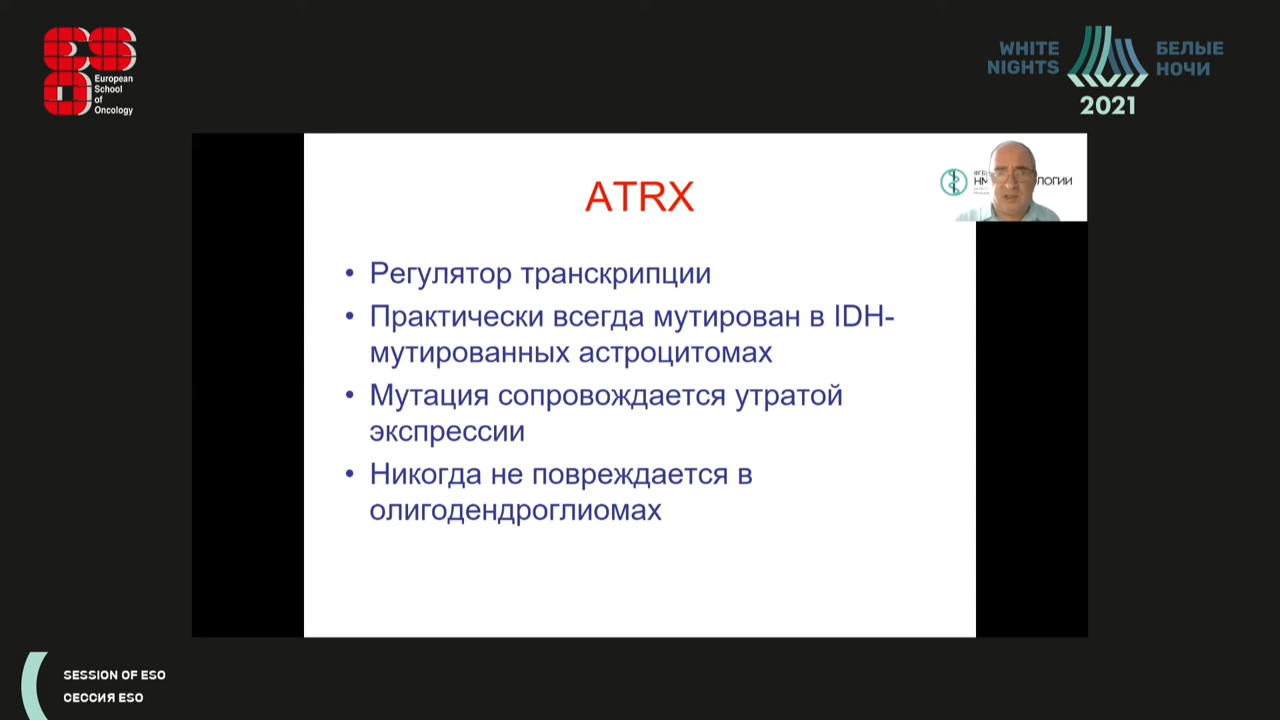 European
School
of
Oncology
WHITE
NIGHTS
БЕЛЫЕ
НОЧИ
2021
ATRX
• Регулятор транскрипции
• Практически всегда мутирован в IDH-
мутированных астроцитомах
• Мутация сопровождается утратой
экспрессии
• Никогда не повреждается в
олигодендроглиомах
SESSION OF ESO
СЕССИЯ ESO